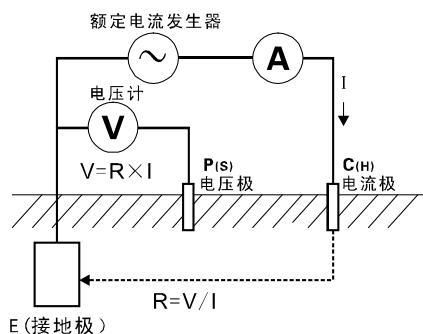 额定电流发生器
A
I
电压计
V
V=R×I
P(S)
电压极
C(H)
电流极
R=V/I
E(接地极)